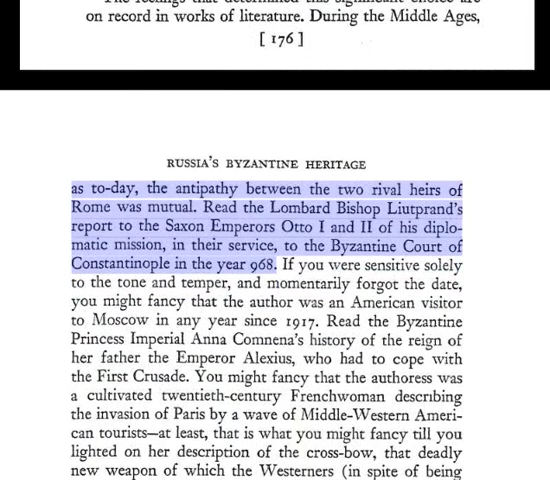 The feelings that determined this significant choice are
on record in works of literature. During the Middle Ages,
[ 176 ]
RUSSIA'S BYZANTINE HERITAGE
as to-day, the antipathy between the two rival heirs of
Rome was mutual. Read the Lombard Bishop Liutprand's
report to the Saxon Emperors Otto I and II of his diplo-
matic mission, in their service, to the Byzantine Court of
Constantinople in the year 968. If you were sensitive solely
to the tone and temper, and momentarily forgot the date,
you might fancy that the author was an American visitor
to Moscow in any year since 1917. Read the Byzantine
Princess Imperial Anna Comnena's history of the reign of
her father the Emperor Alexius, who had to cope with
the First Crusade. You might fancy that the authoress was
a cultivated twentieth-century Frenchwoman describing
the invasion of Paris by a wave of Middle-Western Ameri-
can tourists—at least, that is what you might fancy till you
lighted on her description of the cross-bow, that deadly
new weapon of which the Westerners (in spite of being